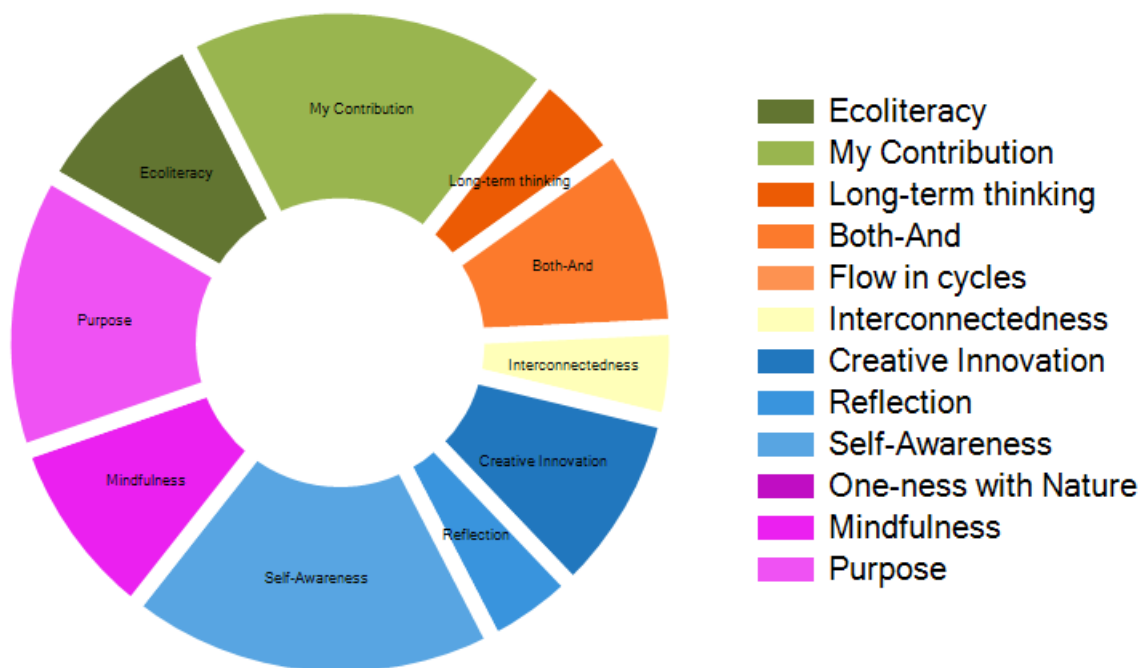 My Contribution
Ecoliteracy
Long-term thinking
Both-And
Purpose
Interconnectedness
Creative Innovation
Mindfulness
Reflection
Self-Awareness
Ecoliteracy
My Contribution
Long-term thinking
Both-And
Flow in cycles
Interconnectedness
Creative Innovation
Reflection
Self-Awareness
One-ness with Nature
Mindfulness
Purpose